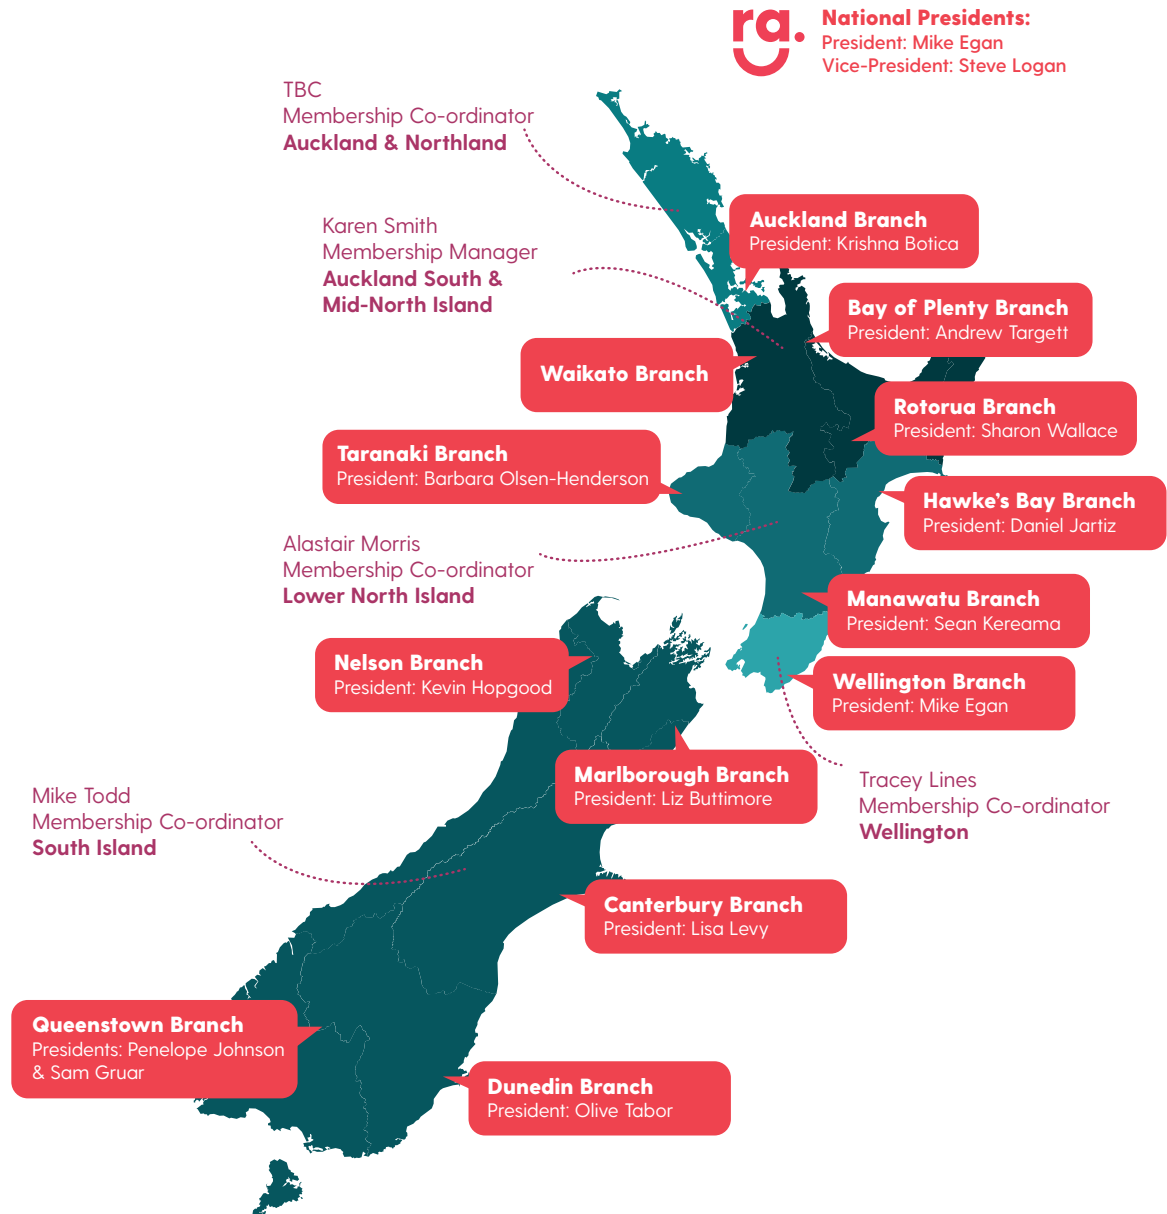 ra.
National Presidents:
President: Mike Egan
Vice-President: Steve Logan
TBC
Membership Co-ordinator
Auckland & Northland
Karen Smith
Membership Manager
Auckland South &
Mid-North Island
Auckland Branch
President: Krishna Botica
Bay of Plenty Branch
President: Andrew Targett
Waikato Branch
Rotorua Branch
President: Sharon Wallace
Taranaki Branch
President: Barbara Olsen-Henderson
Hawke's Bay Branch
President: Daniel Jartiz
Alastair Morris
Membership Co-ordinator
Lower North Island
Manawatu Branch
President: Sean Kereama
Nelson Branch
President: Kevin Hopgood
Wellington Branch
President: Mike Egan
Marlborough Branch
President: Liz Buttimore
Tracey Lines
Membership Co-ordinator
Wellington
Mike Todd
Membership Co-ordinator
South Island
Canterbury Branch
President: Lisa Levy
Queenstown Branch
Presidents: Penelope Johnson
& Sam Gruar
Dunedin Branch
President: Olive Tabor